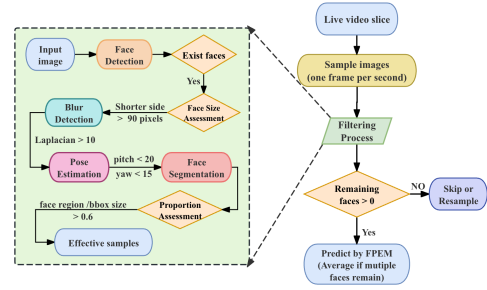 Input
image
Face
Detection
Exist faces
Yes
Face Size
Assessment
Shorter side
> 90 pixels
Blur
Detection
Laplacian > 10
Pose
Estimation
pitch < 20
yaw < 15
Face
Segmentation
Proportion
Assessment
face region /bbox size
> 0.6
Effective samples
Live video slice
Sample images
(one frame per second)
Filtering
Process
Remaining
faces > 0
NO
Skip or
Resample
Yes
Predict by FPEM
(Average if mutiple
faces remain)